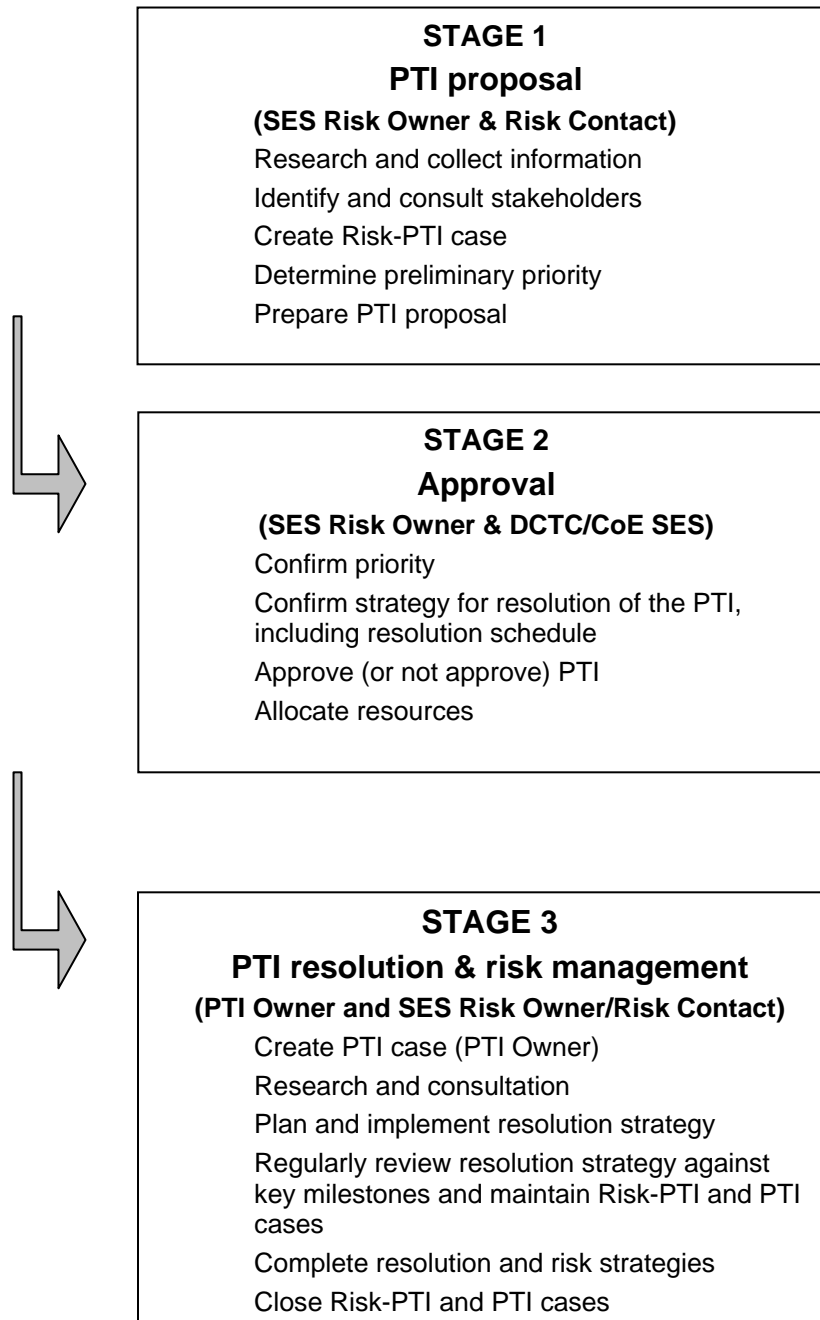 STAGE 1
PTI proposal
(SES Risk Owner & Risk Contact)
Research and collect information
Identify and consult stakeholders
Create Risk-PTI case
Determine preliminary priority
Prepare PTI proposal
STAGE 2
Approval
(SES Risk Owner & DCTC/CoE SES)
Confirm priority
Confirm strategy for resolution of the PTI,
including resolution schedule
Approve (or not approve) PTI
Allocate resources
STAGE 3
PTI resolution & risk management
(PTI Owner and SES Risk Owner/Risk Contact)
Create PTI case (PTI Owner)
Research and consultation
Plan and implement resolution strategy
Regularly review resolution strategy against
key milestones and maintain Risk-PTI and PTI
cases
Complete resolution and risk strategies
Close Risk-PTI and PTI cases